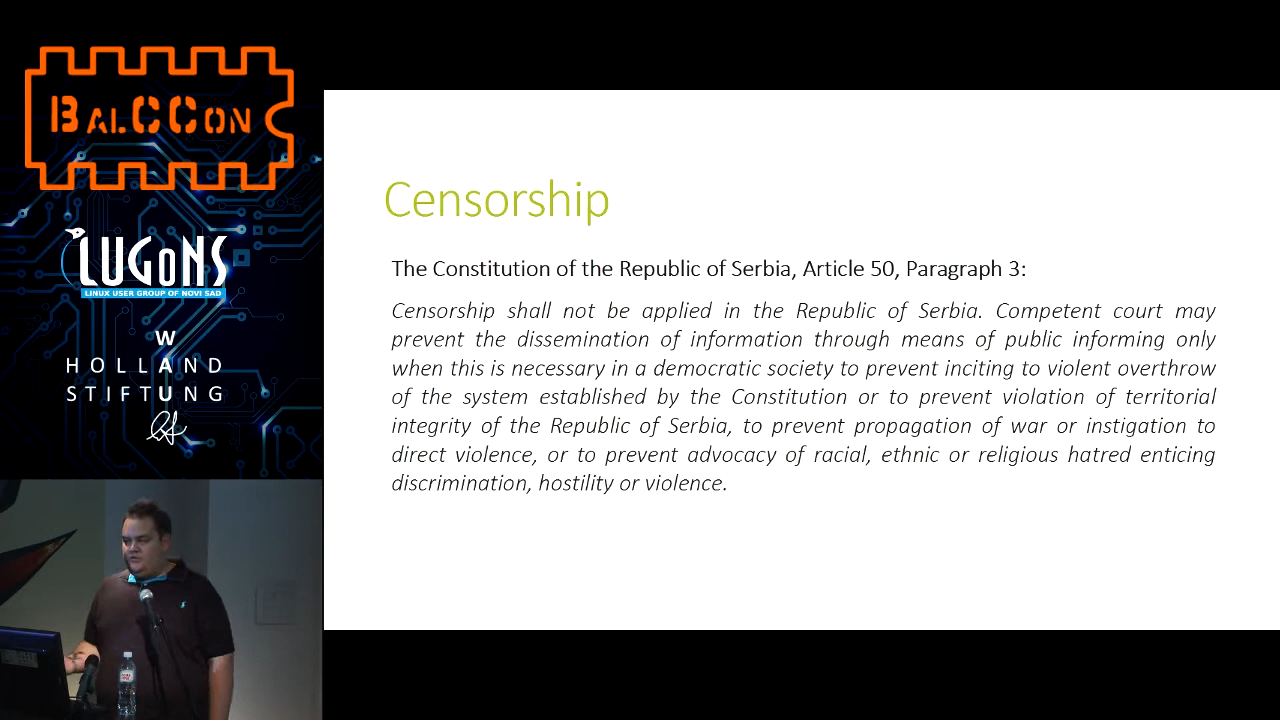 BALCCON
LUGoNS
LINUX USER GROUP OF NOVI SAD
W
HOLLAND
U
STIFTUNG
Censorship
The Constitution of the Republic of Serbia, Article 50, Paragraph 3:
Censorship shall not be applied in the Republic of Serbia. Competent court may
prevent the dissemination of information through means of public informing only
when this is necessary in a democratic society to prevent inciting to violent overthrow
of the system established by the Constitution or to prevent violation of territorial
integrity of the Republic of Serbia, to prevent propagation of war or instigation to
direct violence, or to prevent advocacy of racial, ethnic or religious hatred enticing
discrimination, hostility or violence.